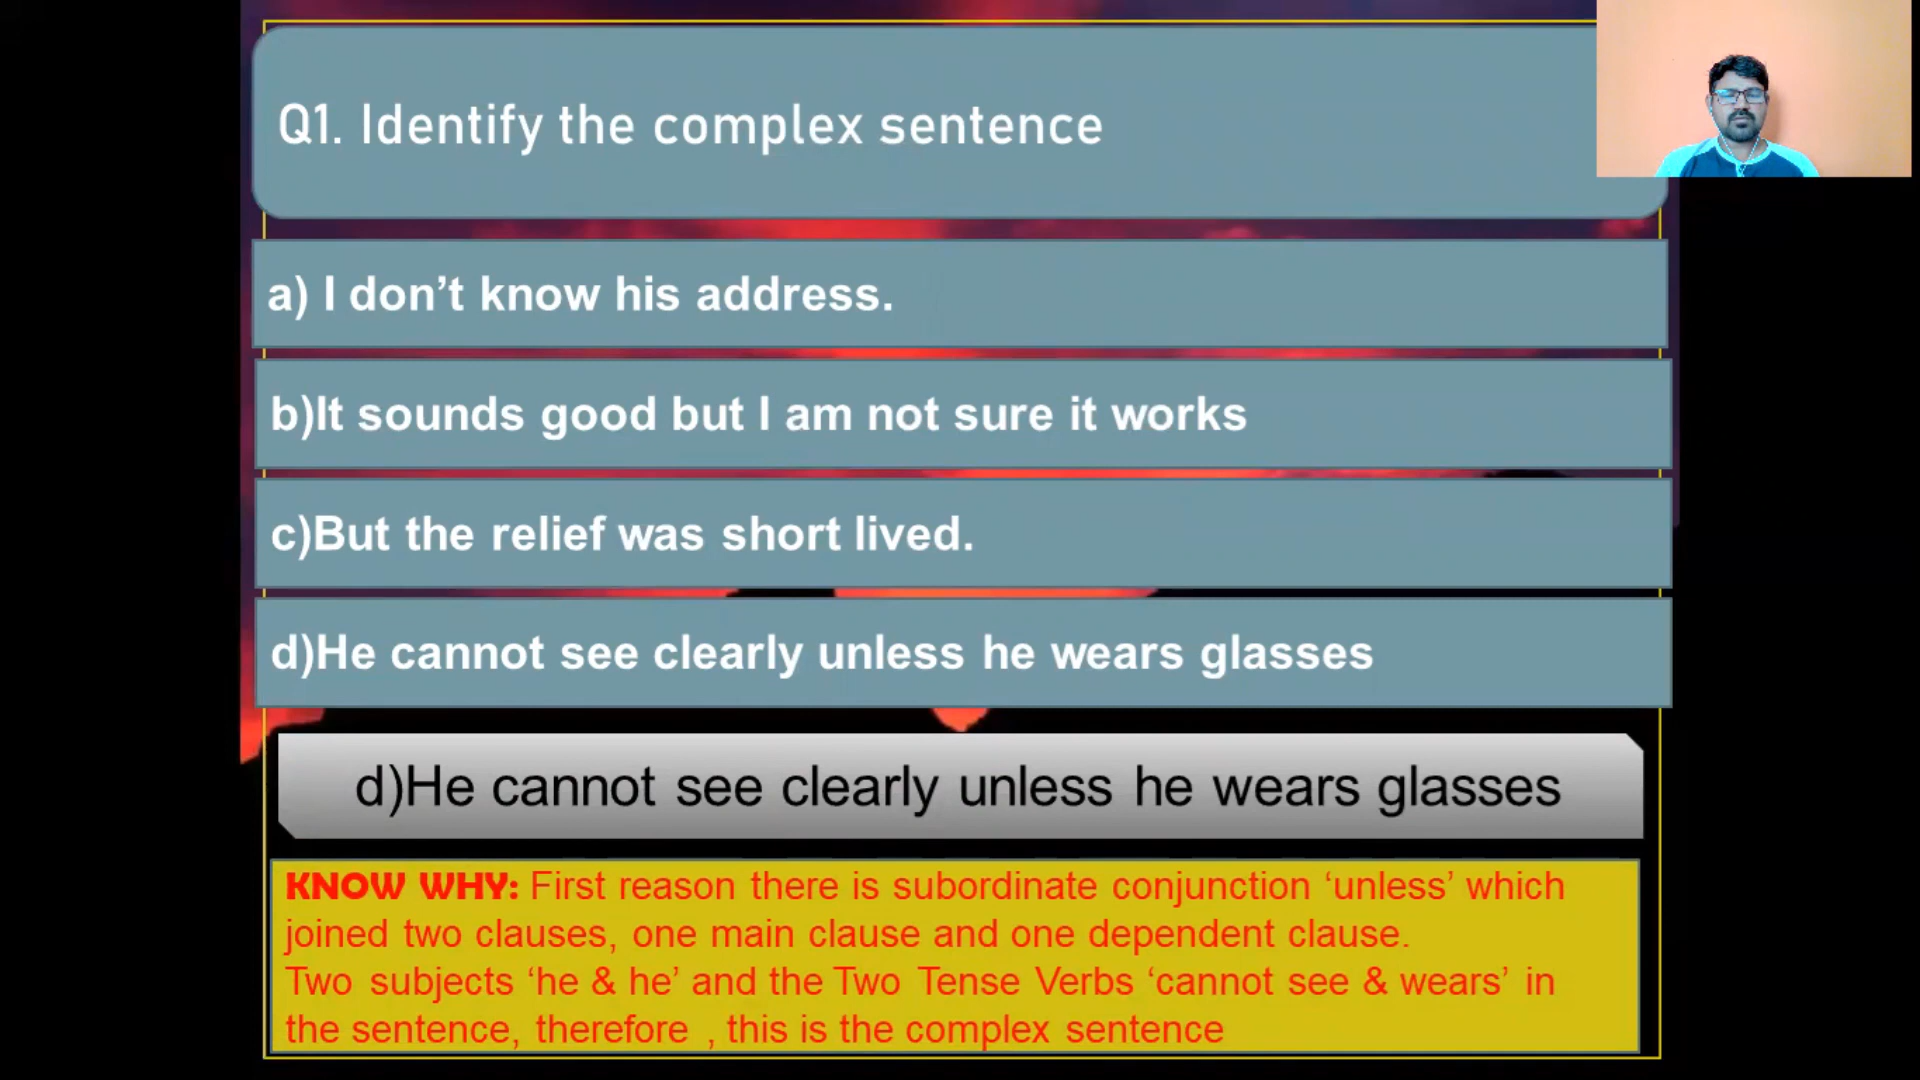 Q1. Identify the complex sentence
a) I don’t know his address.
b)It sounds good but I am not sure it works
c)But the relief was short lived.
d)He cannot see clearly unless he wears glasses
d)He cannot see clearly unless he wears glasses
KNOW WHY: First reason there is subordinate conjunction ‘unless’ which
joined two clauses, one main clause and one dependent clause.
Two subjects ‘he & he’ and the Two Tense Verbs ‘cannot see & wears’ in
the sentence, therefore , this is the complex sentence